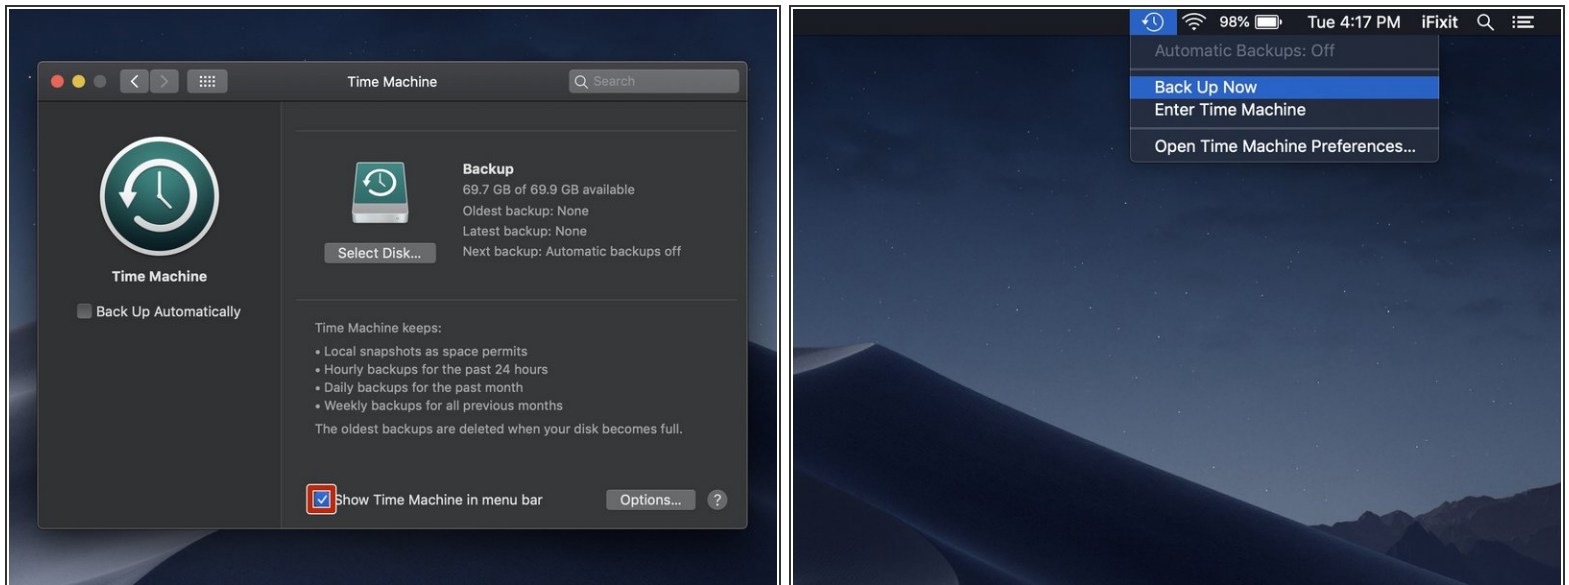 Time Machine
Search
Time Machine
Back Up Automatically
Backup
69.7 GB of 69.9 GB available
Oldest backup: None
Latest backup: None
Next backup: Automatic backups off
Select Disk...
Time Machine keeps:
• Local snapshots as space permits
• Hourly backups for the past 24 hours
• Daily backups for the past month
• Weekly backups for all previous months
The oldest backups are deleted when your disk becomes full.
Show Time Machine in menu bar
Options...
?
98% Tue 4:17 PM iFixit
Automatic Backups: Off
Back Up Now
Enter Time Machine
Open Time Machine Preferences...